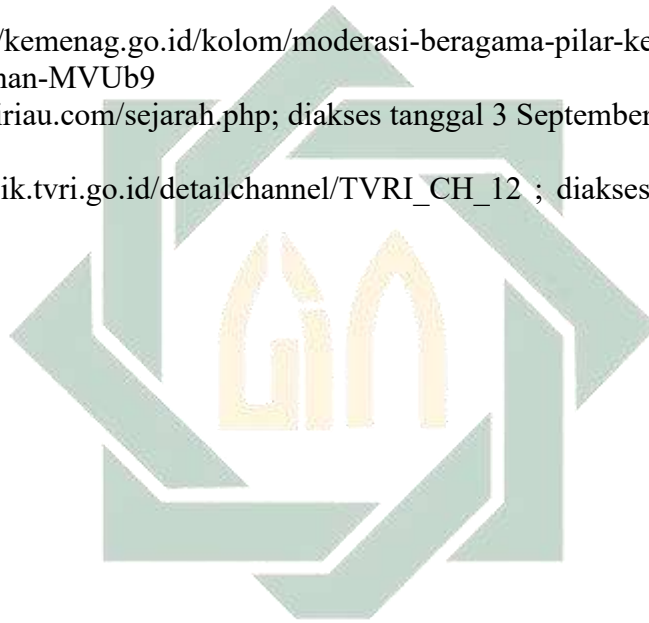 /kemenag.go.id/kolom/moderasi-beragama-pilar-ke
nan-MVUb9
iriau.com/sejarah.php; diakses tanggal 3 September
ik.tvri.go.id/detailchannel/TVRI_CH_12 ; diakses